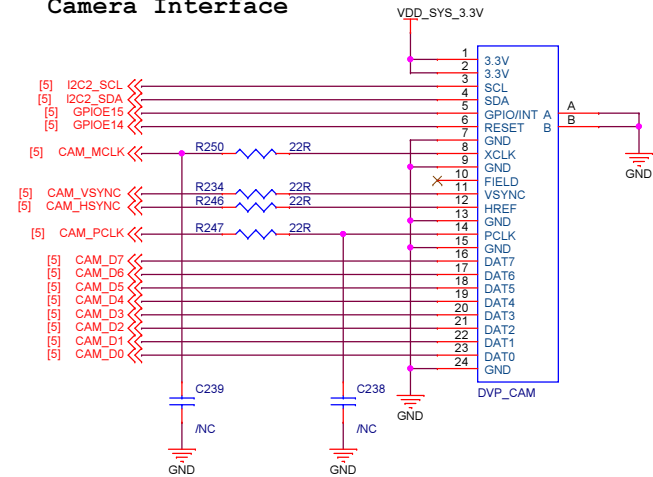 Camera Interface
VDD_SYS_3.3V
1 3.3V
2 3.3V
[5] I2C2_SCL 3 SCL
[5] I2C2_SDA 4 SDA
[5] GPIOE15 5 GPIO/INT A A
[5] GPIOE14 6 RESET B B
7 GND
[5] CAM_MCLK R250 22R 8 XCLK
9 GND
10 FIELD
[5] CAM_VSYNC R234 22R 11 VSYNC
[5] CAM_HSYNC R246 22R 12 HREF
13 GND
[5] CAM_PCLK R247 22R 14 PCLK
15 GND
[5] CAM_D7 16 DAT7
[5] CAM_D6 17 DAT6
[5] CAM_D5 18 DAT5
[5] CAM_D4 19 DAT4
[5] CAM_D3 20 DAT3
[5] CAM_D2 21 DAT2
[5] CAM_D1 22 DAT1
[5] CAM_D0 23 DAT0
24 GND
GND
DVP_CAM
C239
/NC
GND
C238
/NC
GND
GND